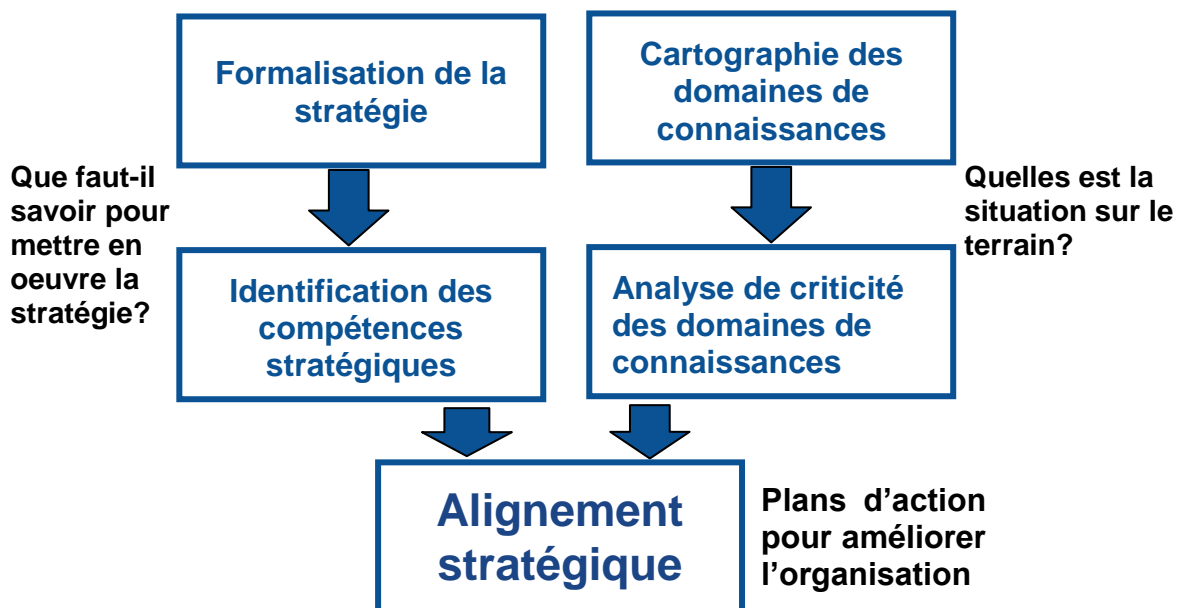 Formalisation de la
stratégie
Cartographie des
domaines de
connaissances
Que faut-il
savoir pour
mettre en
oeuvre la
stratégie?
Quelles est la
situation sur le
terrain?
Identification des
compétences
stratégiques
Analyse de criticité
des domaines de
connaissances
Alignement
stratégique
Plans d’action
pour améliorer
l’organisation